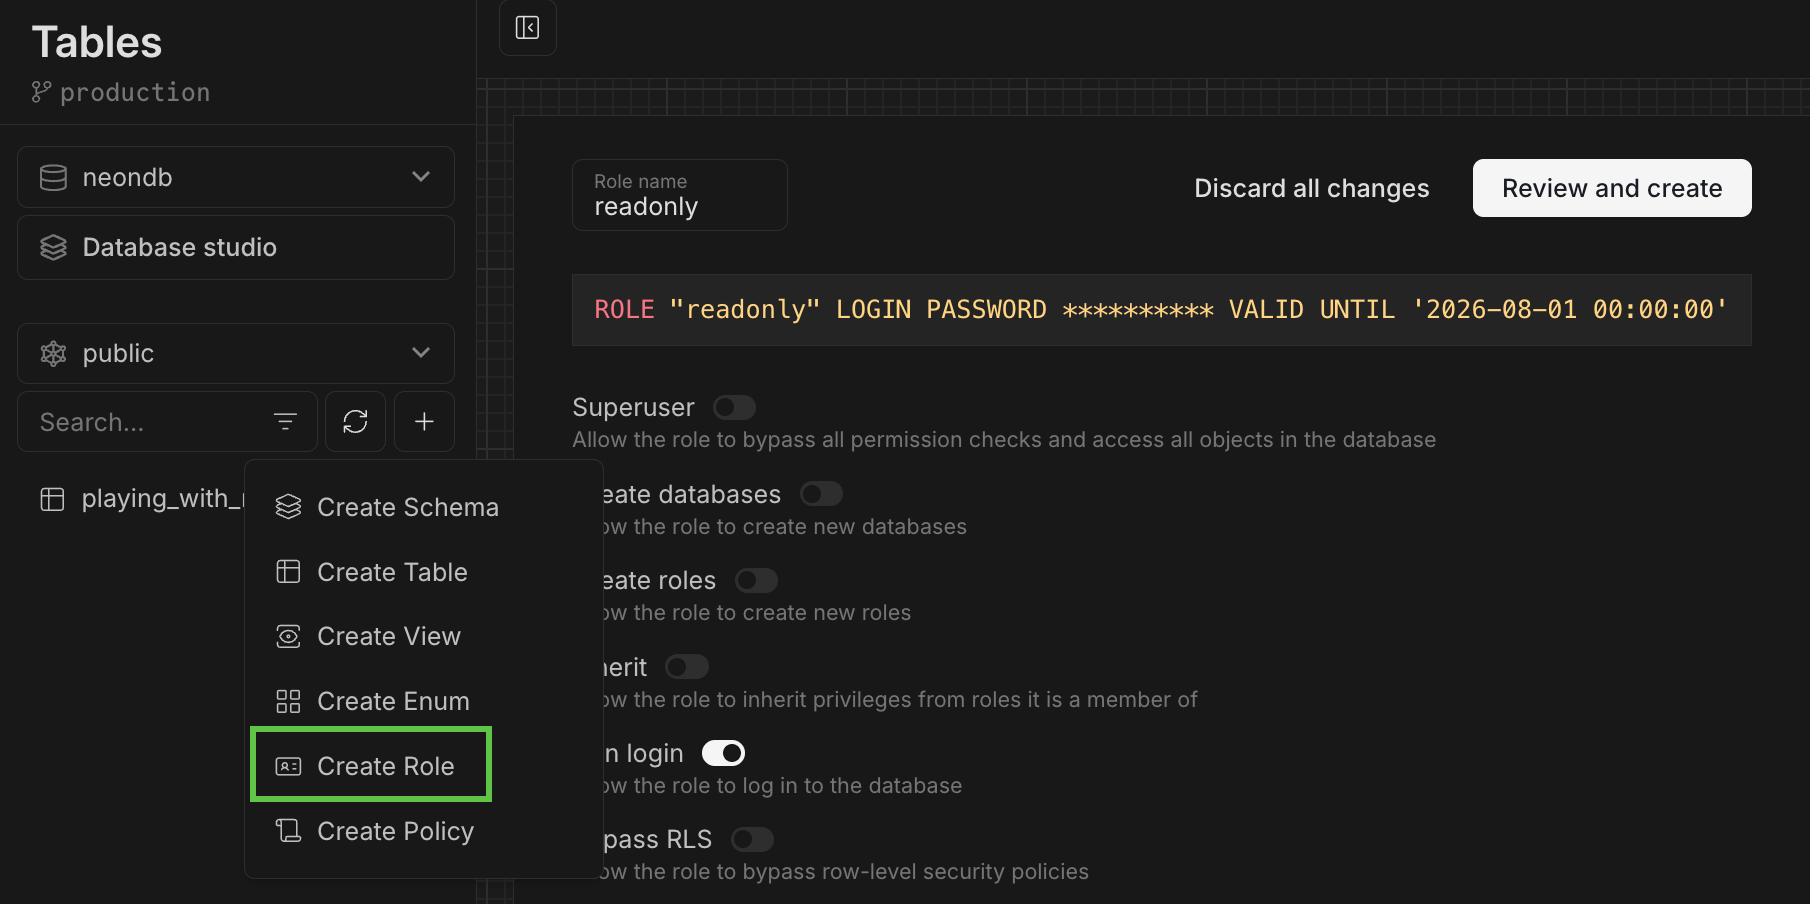 Tables
production
neondb
Database studio
public
Search...
playing_with_
Create Schema
Create Table
Create View
Create Enum
Create Role
Create Policy
Role name
readonly
Discard all changes
Review and create
ROLE "readonly" LOGIN PASSWORD ********** VALID UNTIL '2026-08-01 00:00:00'
Superuser
Allow the role to bypass all permission checks and access all objects in the database
eate databases
ow the role to create new databases
eate roles
ow the role to create new roles
erit
ow the role to inherit privileges from roles it is a member of
n login
ow the role to log in to the database
pass RLS
ow the role to bypass row-level security policies